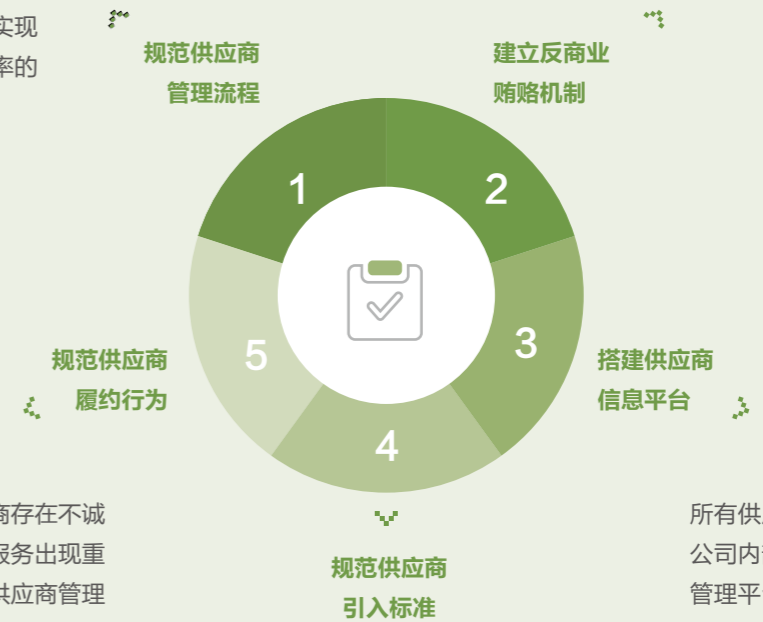 实现
率的
规范供应商
管理流程
建立反商业
贿赂机制
1
2
3
4
5
规范供应商
履约行为
搭建供应商
信息平台
商存在不诚
服务出现重
供应商管理
规范供应商
引入标准
所有供
公司内
管理平